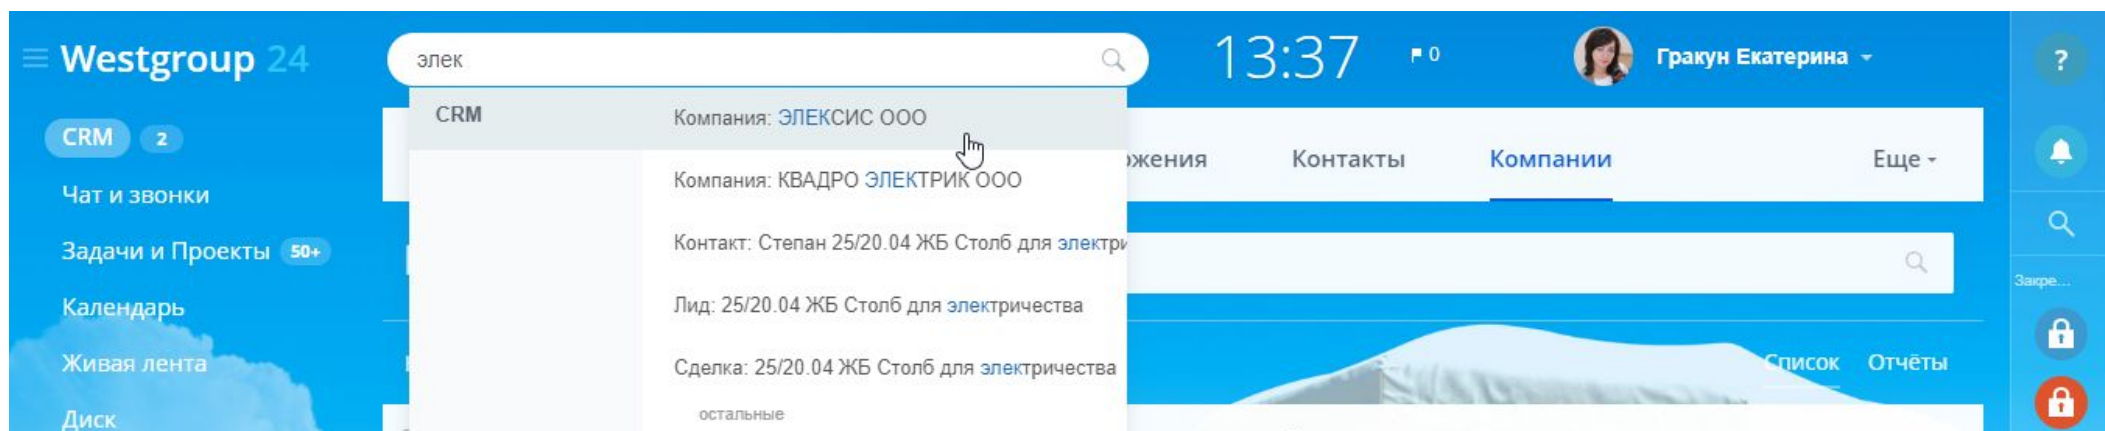 Westgroup 24
элек
13:37
0
Гракун Екатерина
?
CRM 2
Чат и звонки
Задачи и Проекты 50+
Календарь
Живая лента
Диск
CRM
Компания: ЭЛЕКСИС ООО
Компания: КВАДРО ЭЛЕКТРИК ООО
Контакт: Степан 25/20.04 ЖБ Столб для электри
Лид: 25/20.04 ЖБ Столб для электричества
Сделка: 25/20.04 ЖБ Столб для электричества
остальные
жения Контакты Компании Еще
Список Отчёты
Закре...